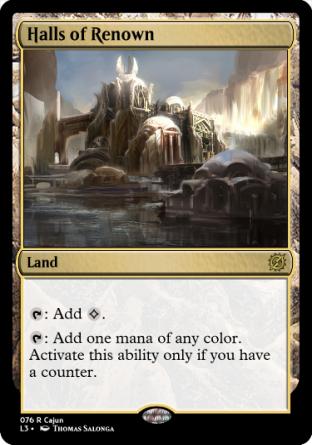 Halls of Renown
Land
: Add .
: Add one mana of any color.
Activate this ability only if you have
a counter.
076 R Cajun
L3 • Thomas Salonga